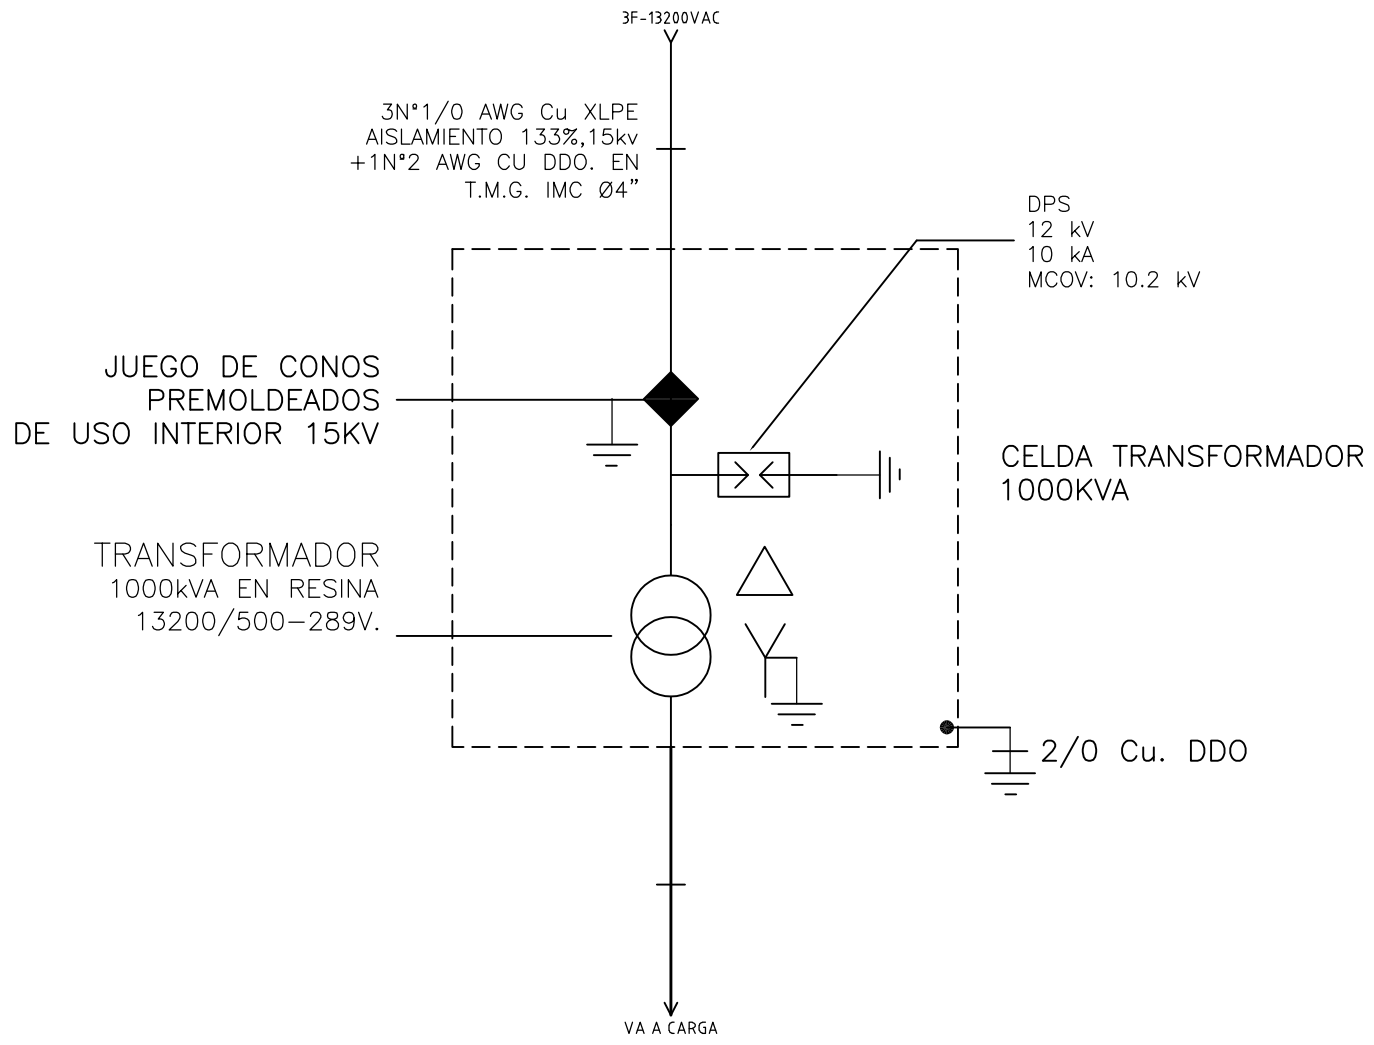 3F-13200VAC
3N°1/0 AWG Cu XLPE
AISLAMIENTO 133%,15kv
+1N°2 AWG CU DDO. EN
T.M.G. IMC Ø4”
DPS
12 kV
10 kA
MCOV: 10.2 kV
JUEGO DE CONOS
PREMOLDEADOS
DE USO INTERIOR 15KV
CELDA TRANSFORMADOR
1000KVA
TRANSFORMADOR
1000kVA EN RESINA
13200/500-289V.
2/0 Cu. DDO
VA A CARGA